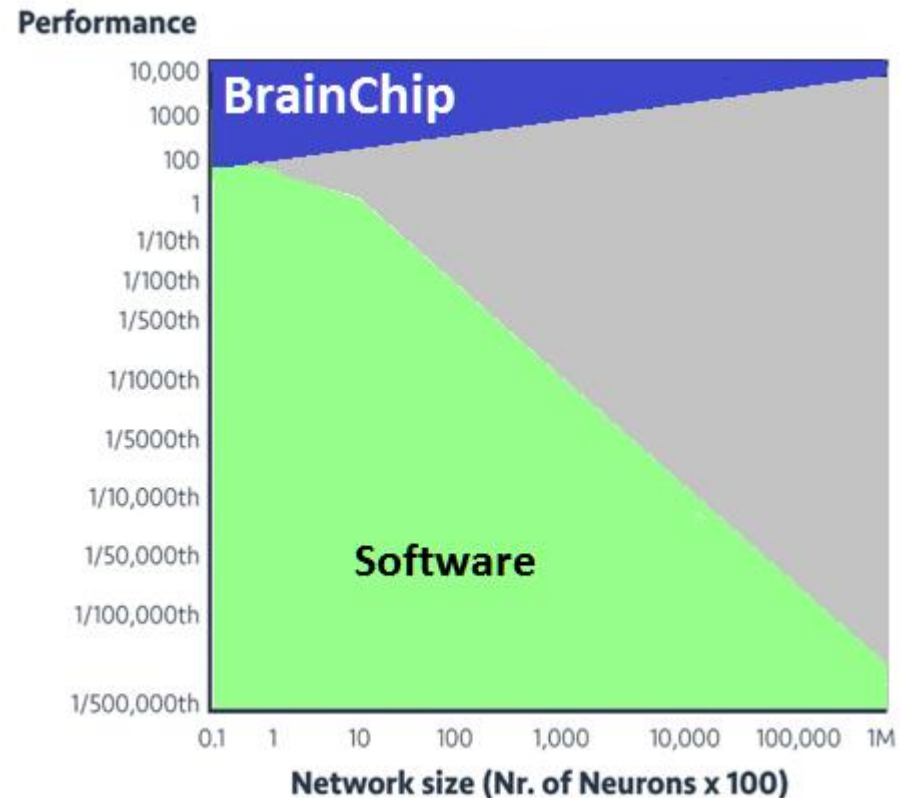 Performance
BrainChip
10,000
1000
100
1
1/10th
1/100th
1/500th
1/1000th
1/5000th
1/10,000th
1/50,000th
Software
1/100,000th
1/500,000th
0.1 1 10 100 1,000 10,000 100,000 1M
Network size (Nr. of Neurons x 100)